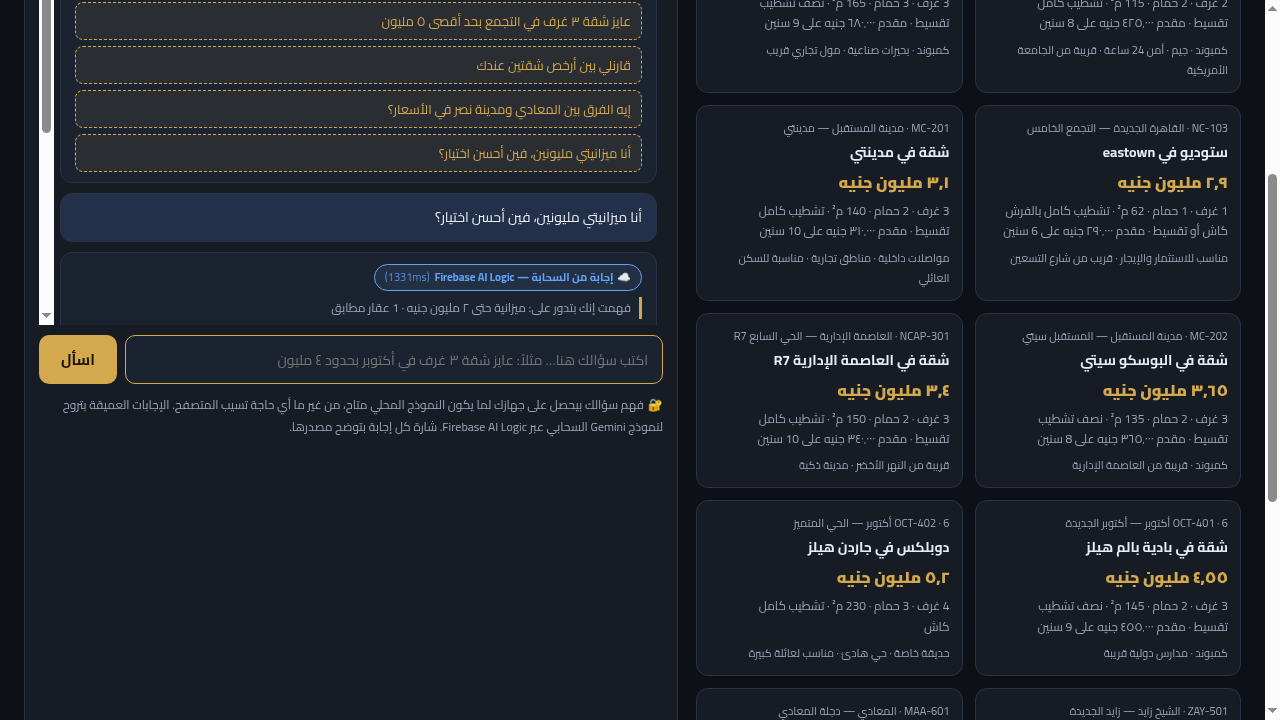 2 غرف · 2 حمام · 115 م² · تشطيب كامل
تقسيط · مقدم ٤٢٥,٠٠٠ جنيه على 8 سنين
كمبوند · جيم · أمن 24 ساعة · قريبة من الجامعة
الأمريكية
3 غرف · 3 حمام · 165 م² · نصف تشطيب
تقسيط · مقدم ٦٨٠,٠٠٠ جنيه على 9 سنين
كمبوند · بحيرات صناعية · مول تجاري قريب
NC-103 · القاهرة الجديدة — التجمع الخامس
ستوديو في eastown
٢,٩ مليون جنيه
1 غرف · 1 حمام · 62 م² · تشطيب كامل بالفرش
كاش أو تقسيط · مقدم ٢٩٠,٠٠٠ جنيه على 6 سنين
مناسب للاستثمار والإيجار · قريب من شارع التسعين
MC-201 · مدينة المستقبل — مدينتي
شقة في مدينتي
٣,١ مليون جنيه
3 غرف · 2 حمام · 140 م² · تشطيب كامل
تقسيط · مقدم ٣١٠,٠٠٠ جنيه على 10 سنين
مواصلات داخلية · مناطق تجارية · مناسبة للسكن
العائلي
MC-202 · مدينة المستقبل — المستقبل سيتي
شقة في البوسكو سيتي
٣,٦٥ مليون جنيه
3 غرف · 2 حمام · 135 م² · نصف تشطيب
تقسيط · مقدم ٣٦٥,٠٠٠ جنيه على 8 سنين
كمبوند · قريبة من العاصمة الإدارية
NCAP-301 · العاصمة الإدارية — الحي السابع R7
شقة في العاصمة الإدارية R7
٣,٤ مليون جنيه
3 غرف · 2 حمام · 150 م² · تشطيب كامل
تقسيط · مقدم ٣٤٠,٠٠٠ جنيه على 10 سنين
قريبة من النهر الأخضر · مدينة ذكية
OCT-401 · 6 أكتوبر — أكتوبر الجديدة
شقة في بادية بالم هيلز
٤,٥٥ مليون جنيه
3 غرف · 2 حمام · 145 م² · نصف تشطيب
تقسيط · مقدم ٤٥٥,٠٠٠ جنيه على 9 سنين
كمبوند · مدارس دولية قريبة
OCT-402 · 6 أكتوبر — الحي المتميز
دوبلكس في جاردن هيلز
٥,٢ مليون جنيه
4 غرف · 3 حمام · 230 م² · تشطيب كامل
كاش
حديقة خاصة · حي هادئ · مناسب لعائلة كبيرة
ZAY-501 · الشيخ زايد — زايد الجديدة
MAA-601 · المعادي — دجلة المعادي
عايز شقة ٣ غرف في التجمع بحد أقصى ٥ مليون
قارنلي بين أرخص شقتين عندك
إيه الفرق بين المعادي ومدينة نصر في الأسعار؟
أنا ميزانيتي مليونين، فين أحسن اختيار؟
أنا ميزانيتي مليونين، فين أحسن اختيار؟
☁️ إجابة من السحابة — Firebase AI Logic (1331ms)
فهمت إنك بتدور على: ميزانية حتى ٢ مليون جنيه · 1 عقار مطابق
اكتب سؤالك هنا... مثلاً: عايز شقة ٣ غرف في أكتوبر بحدود ٤ مليون
اسأل
🔐 فهم سؤالك بيحصل على جهازك لما يكون النموذج المحلي متاح، من غير ما أي حاجة تسيب المتصفح. الإجابات العميقة بتروح
لنموذج Gemini السحابي عبر Firebase AI Logic. شارة كل إجابة بتوضح مصدرها.